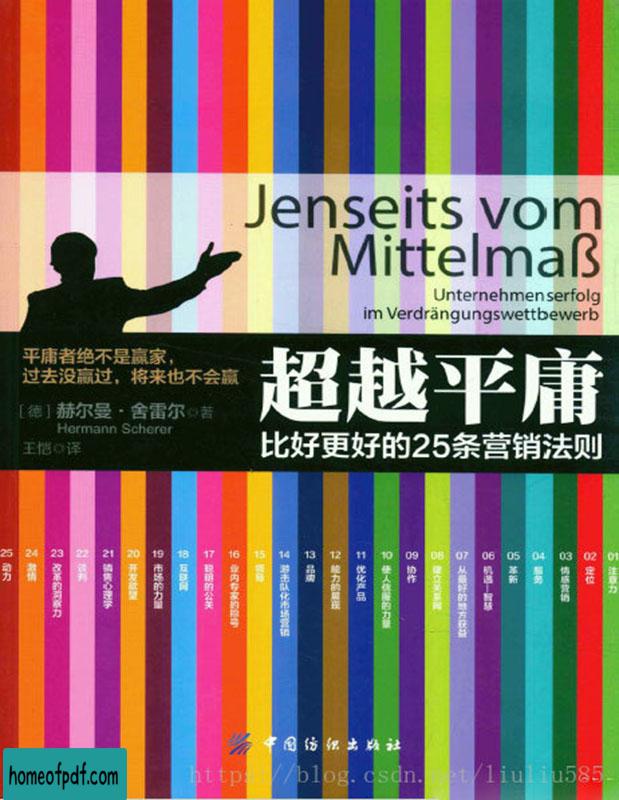 Jenseits vom
Mittelmaß
Unternehmenserfolg
im Verdrängungswettbewerb
平庸者绝不是赢家，
过去没赢过，将来也不会赢
超越平庸
[德] 赫尔曼·舍雷尔◎著
Hermann Scherer
比好更好的25条营销法则
王恺◎译
25 动力
24 激情
23 改革的洞察力
22 谈判
21 销售心理学
20 开发欲望
19 市场的力量
18 互联网
17 聪明的公关
16 业内专家的称号
15 领袖
14 游击队化市场营销
13 品牌
12 能力的展现
11 优化产品
10 使人信服的力量
09 协作
08 建立关系网
07 从最好的地方获益
06 机遇—智慧
05 革新
04 服务
03 情感营销
02 定位
01 注意力
中国纺织出版社
homeofpdf.com
https://blog.csdn.net/liuliu585-